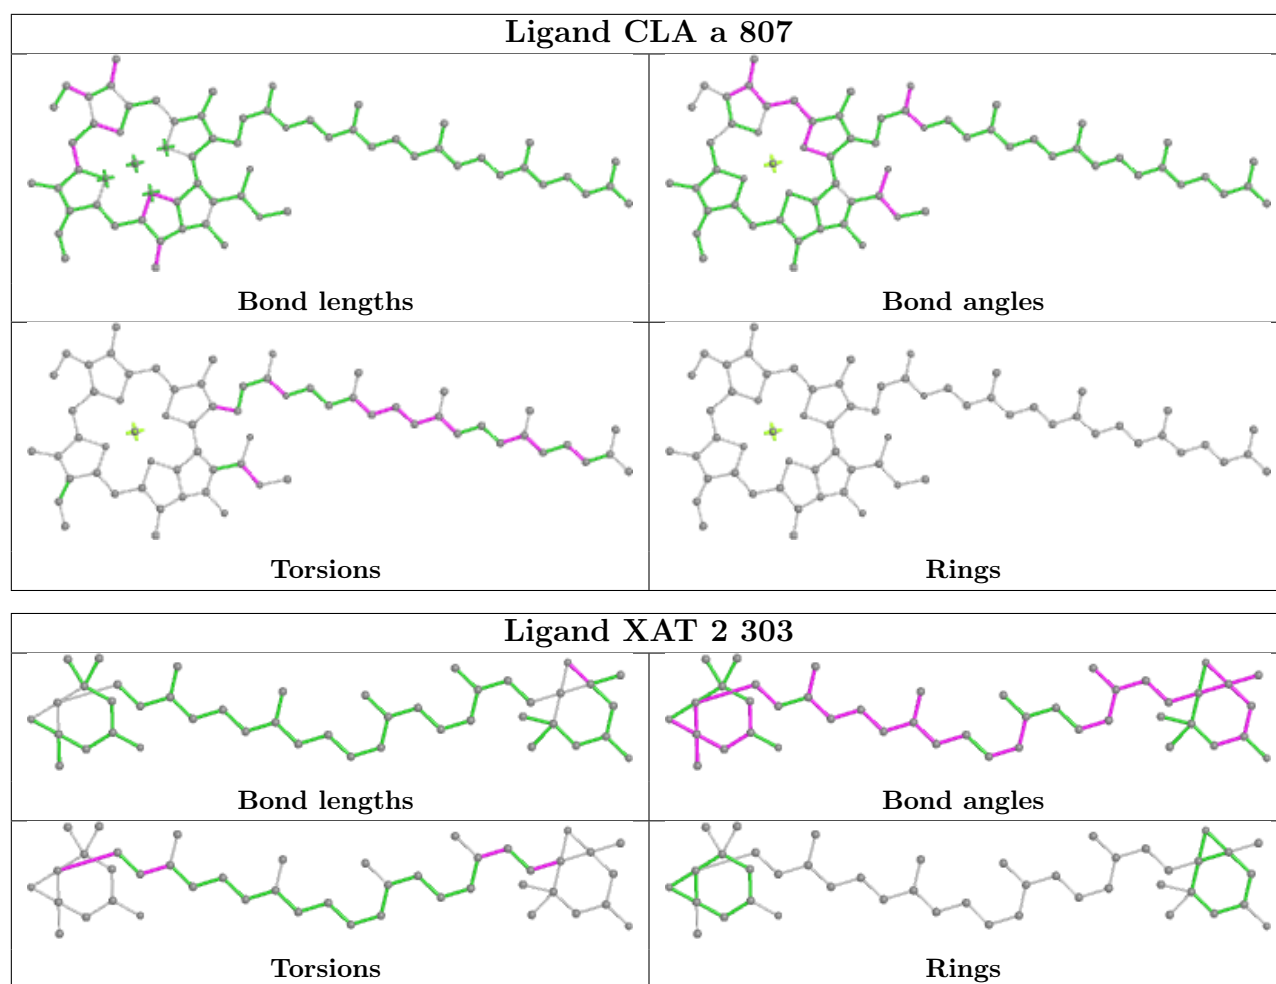 Ligand CLA a 807
Bond lengths
Bond angles
Torsions
Rings
Ligand XAT 2 303
Bond lengths
Bond angles
Torsions
Rings